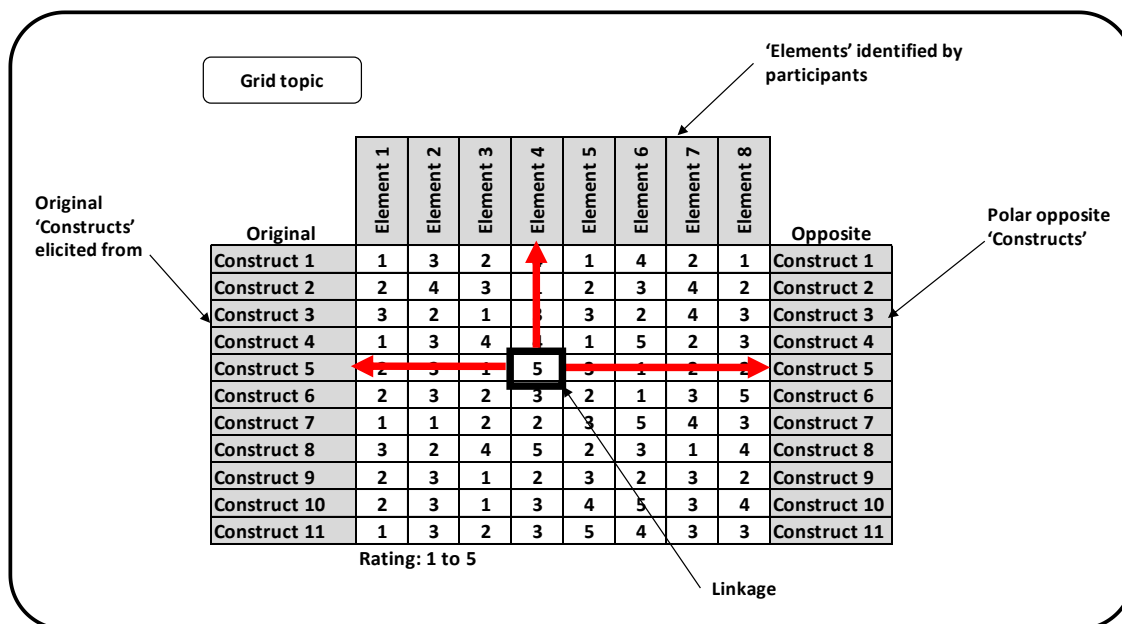 'Elements' identified by
participants
Grid topic
Original
'Constructs'
elicited from
Polar opposite
'Constructs'
Original Element 1 Element 2 Element 3 Element 4 Element 5 Element 6 Element 7 Element 8 Opposite
Construct 1 1 3 2 1 4 2 1 Construct 1
Construct 2 2 4 3 2 3 4 2 Construct 2
Construct 3 3 2 1 3 2 4 3 Construct 3
Construct 4 1 3 4 1 5 2 3 Construct 4
Construct 5 5 Construct 5
Construct 6 2 3 2 3 2 1 3 5 Construct 6
Construct 7 1 1 2 2 3 5 4 3 Construct 7
Construct 8 3 2 4 5 2 3 1 4 Construct 8
Construct 9 2 3 1 2 3 2 3 2 Construct 9
Construct 10 2 3 1 3 4 5 3 4 Construct 10
Construct 11 1 3 2 3 5 4 3 3 Construct 11
Rating: 1 to 5
Linkage